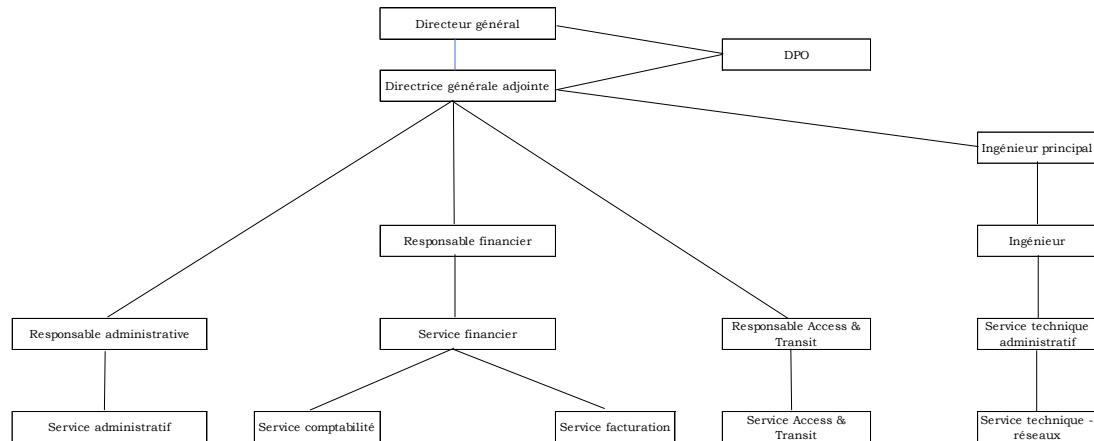 Directeur général
DPO
Directrice générale adjointe
Ingénieur principal
Responsable financier
Ingénieur
Responsable administrative
Service financier
Responsable Access &
Transit
Service technique
administratif
Service administratif
Service comptabilité
Service facturation
Service Access &
Transit
Service technique -
réseaux